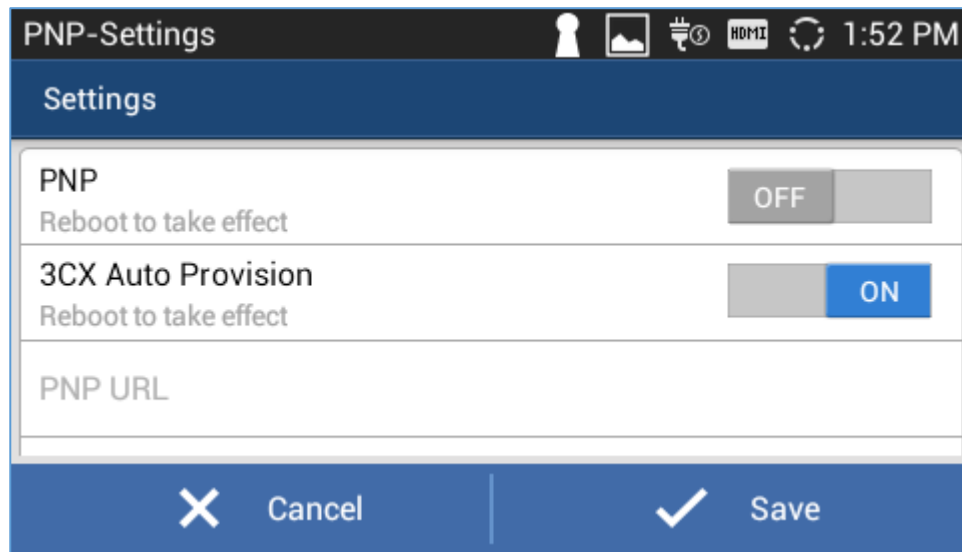 PNP-Settings HDMI 1:52 PM
Settings
PNP
OFF
Reboot to take effect
3CX Auto Provision
ON
Reboot to take effect
PNP URL
Cancel Save